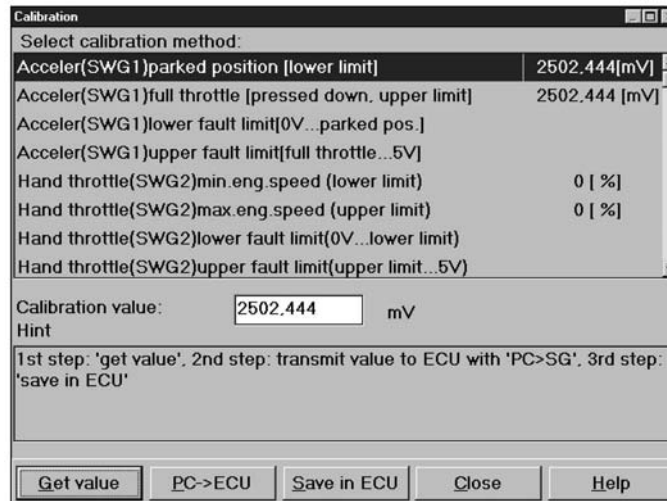 Calibration
Select calibration method:
Acceler(SWG1)parked position [lower limit] 2502,444[mV]
Acceler(SWG1)full throttle [pressed down, upper limit] 2502,444 [mV]
Acceler(SWG1)lower fault limit[0V...parked pos.]
Acceler(SWG1)upper fault limit[full throttle...5V]
Hand throttle(SWG2)min.eng.speed (lower limit) 0 [ %]
Hand throttle(SWG2)max.eng.speed (upper limit) 0 [ %]
Hand throttle(SWG2)lower fault limit(0V...lower limit)
Hand throttle(SWG2)upper fault limit(upper limit...5V)
Calibration value: 2502,444 mV
Hint
1st step: 'get value', 2nd step: transmit value to ECU with 'PC>SG', 3rd step:
'save in ECU'
Get value PC->ECU Save in ECU Close Help